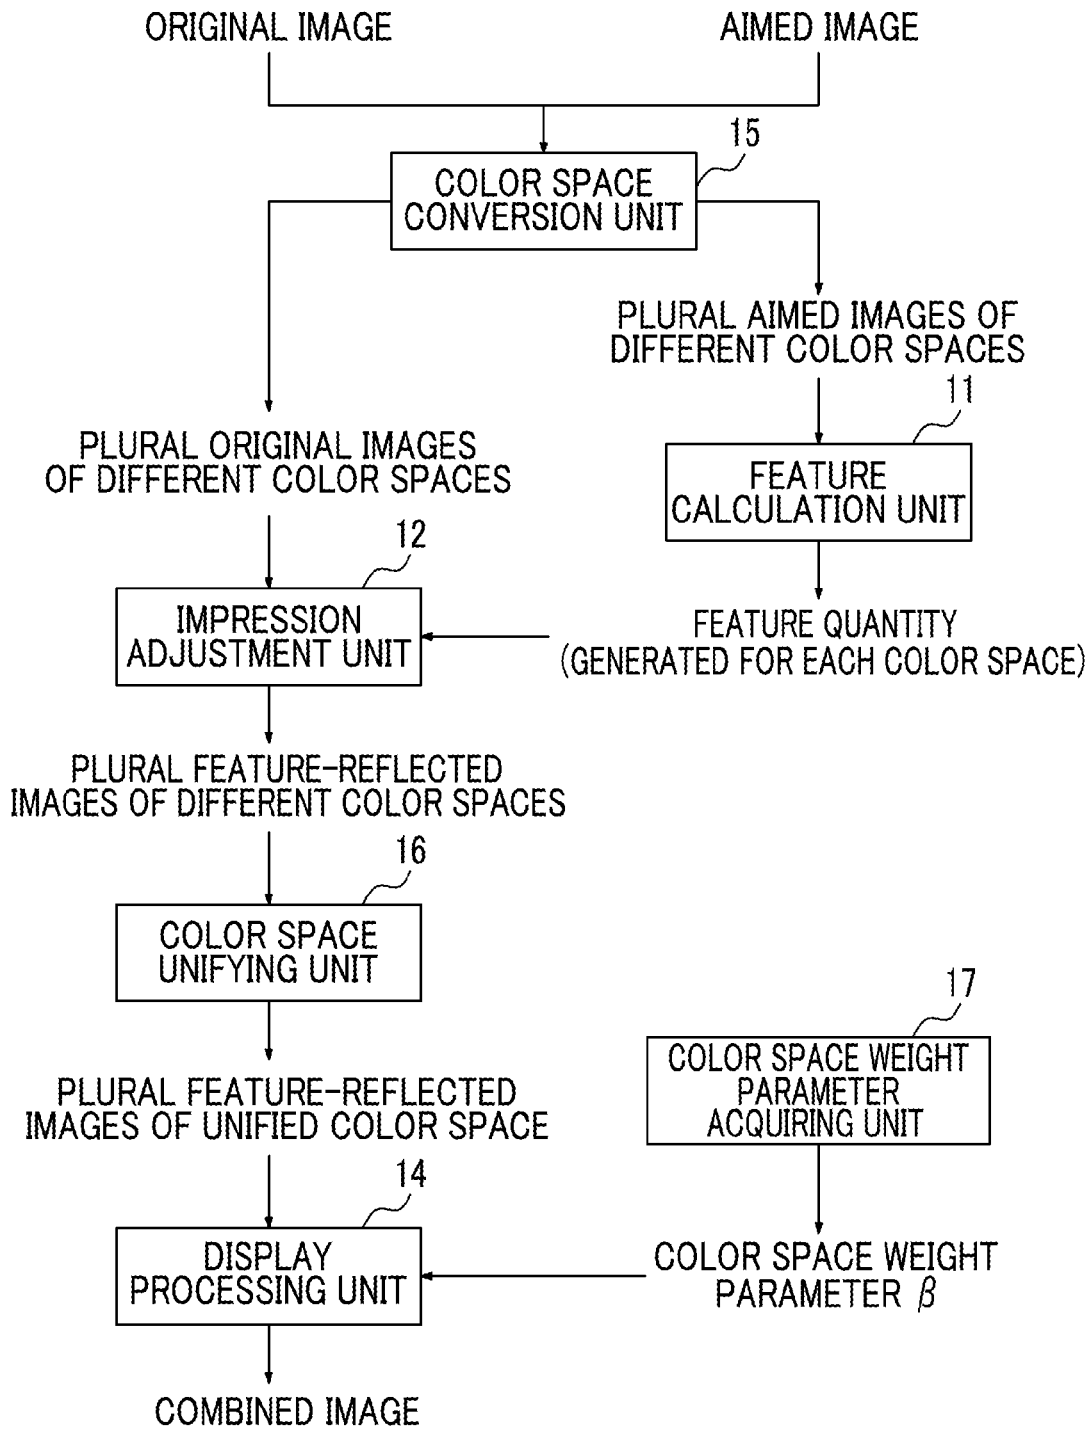 ORIGINAL IMAGE
AIMED IMAGE
15
COLOR SPACE
CONVERSION UNIT
PLURAL AIMED IMAGES OF
DIFFERENT COLOR SPACES
11
FEATURE
CALCULATION UNIT
PLURAL ORIGINAL IMAGES
OF DIFFERENT COLOR SPACES
12
IMPRESSION
ADJUSTMENT UNIT
FEATURE QUANTITY
(GENERATED FOR EACH COLOR SPACE)
PLURAL FEATURE-REFLECTED
IMAGES OF DIFFERENT COLOR SPACES
16
COLOR SPACE
UNIFYING UNIT
17
COLOR SPACE WEIGHT
PARAMETER
ACQUIRING UNIT
PLURAL FEATURE-REFLECTED
IMAGES OF UNIFIED COLOR SPACE
14
DISPLAY
PROCESSING UNIT
COLOR SPACE WEIGHT
PARAMETER β
COMBINED IMAGE